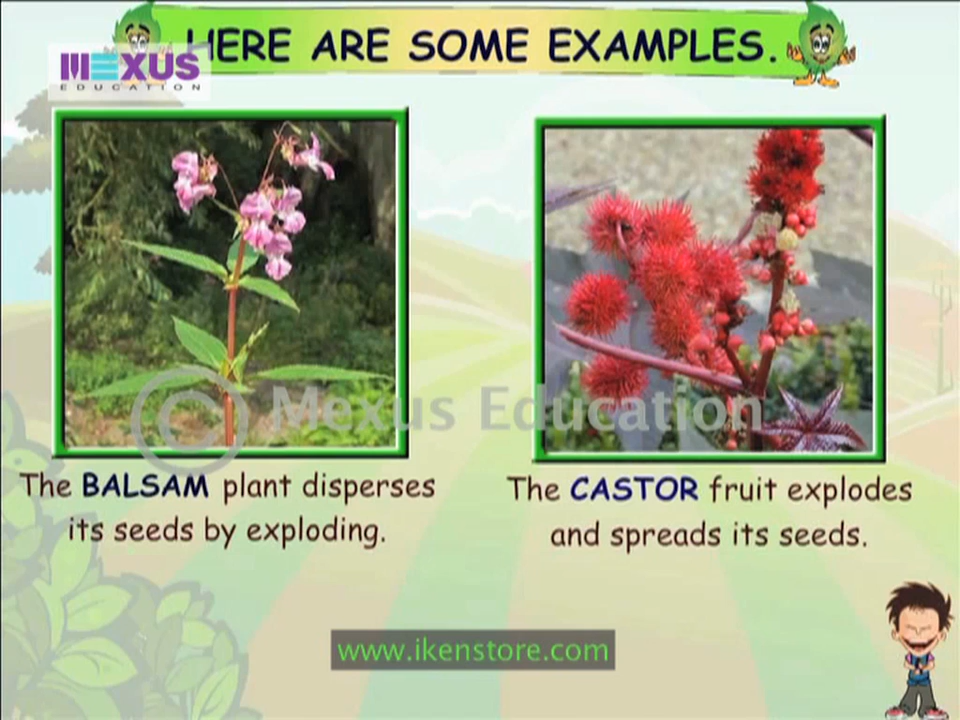 HERE ARE SOME EXAMPLES.
MEXUS
EDUCATION
© Mexus Education
The BALSAM plant disperses
its seeds by exploding.
The CASTOR fruit explodes
and spreads its seeds.
www.ikenstore.com